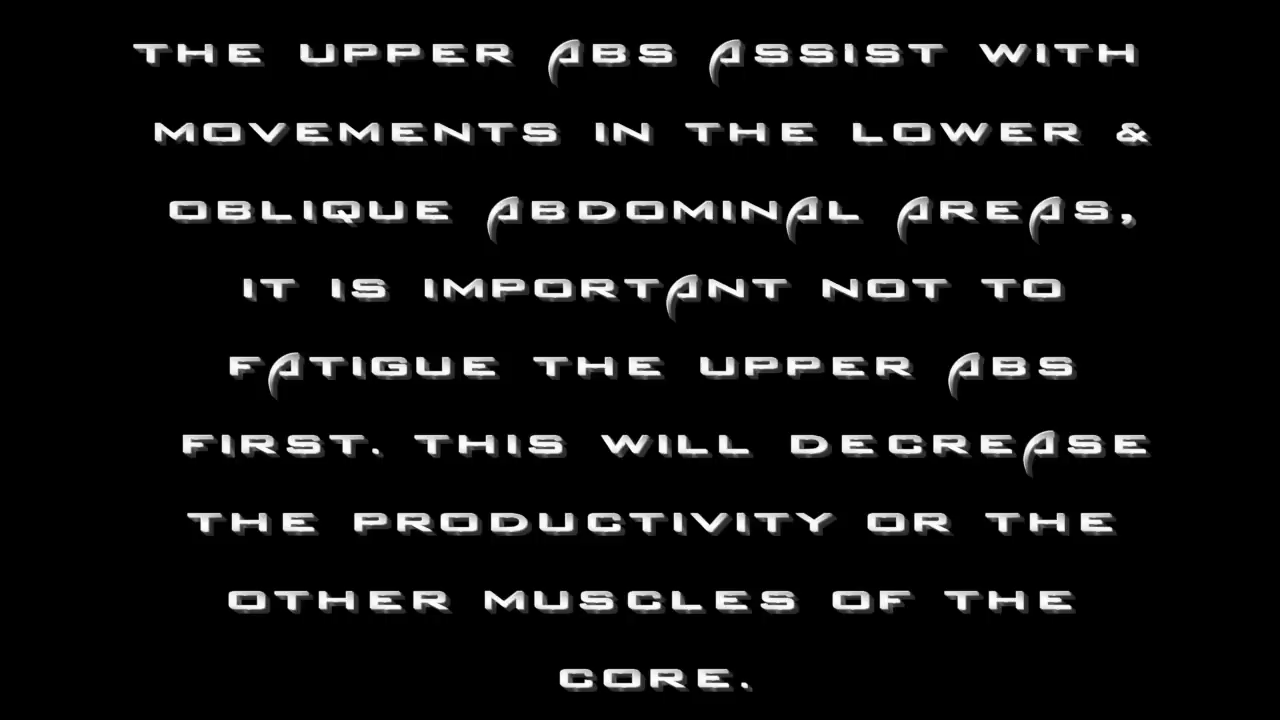 THE UPPER ABS ASSIST WITH
MOVEMENTS IN THE LOWER &
OBLIQUE ABDOMINAL AREAS,
IT IS IMPORTANT NOT TO
FATIGUE THE UPPER ABS
FIRST. THIS WILL DECREASE
THE PRODUCTIVITY OR THE
OTHER MUSCLES OF THE
CORE.